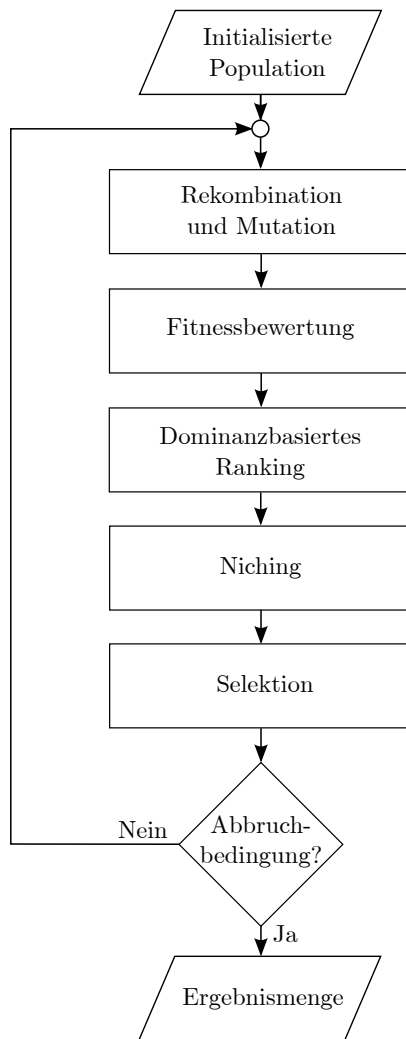 Initialisierte
Population
Rekombination
und Mutation
Fitnessbewertung
Dominanzbasiertes
Ranking
Niching
Selektion
Nein
Abbruch-
bedingung?
Ja
Ergebnismenge